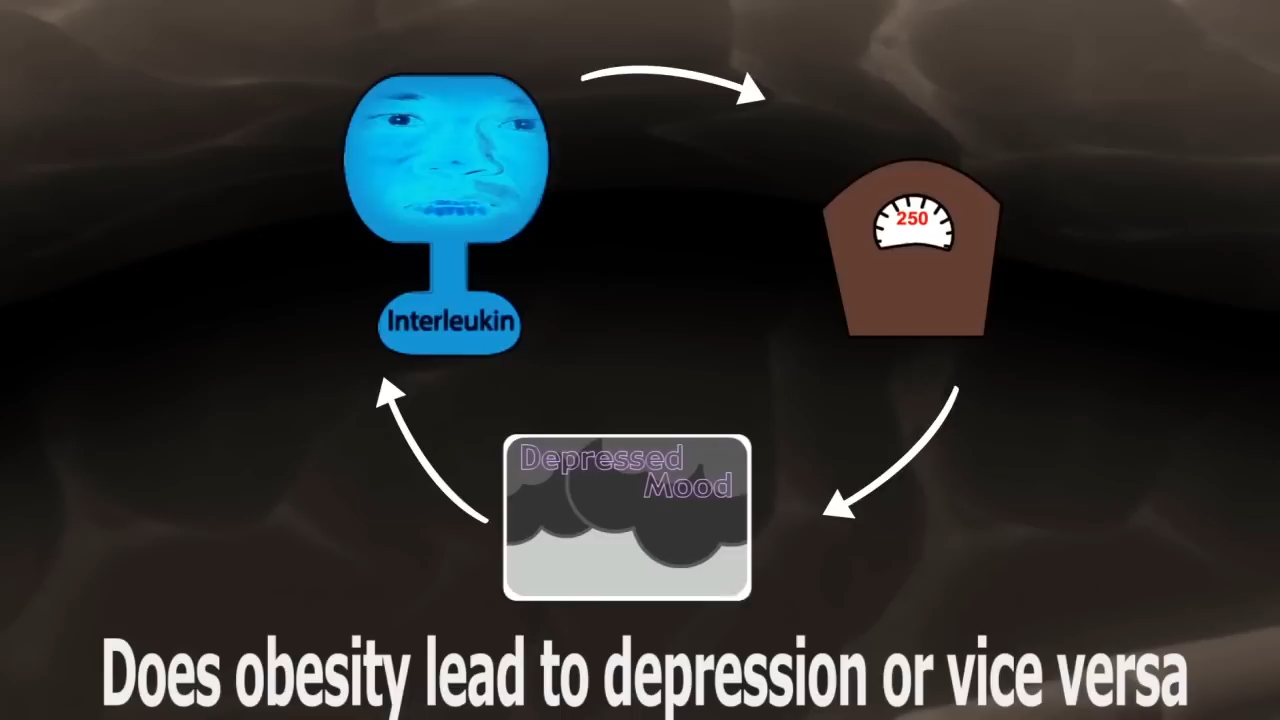 250
Interleukin
Depressed
Mood
Does obesity lead to depression or vice versa